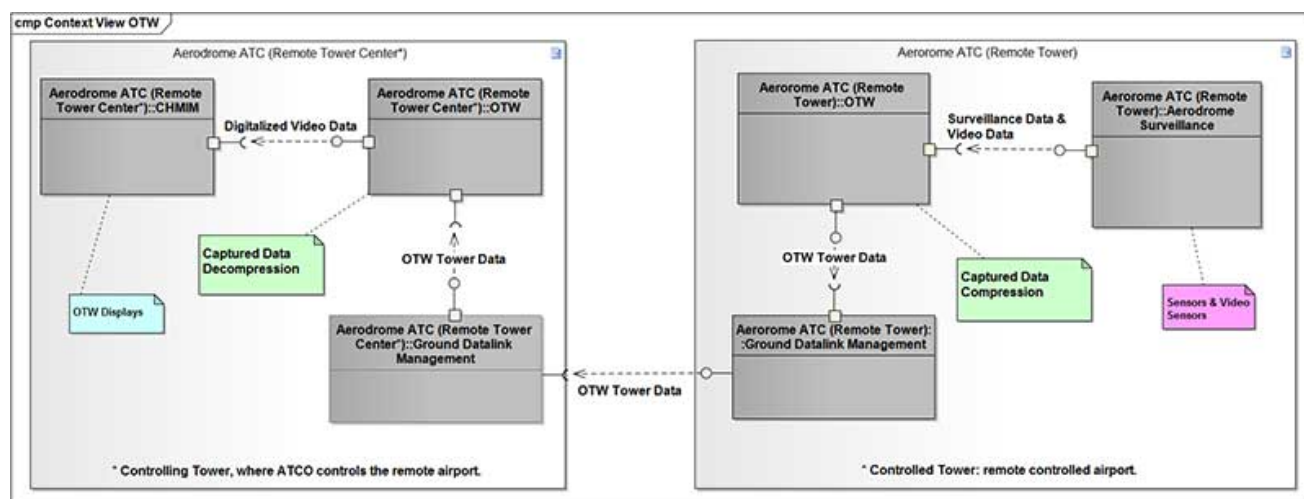 cmp Context View OTW
Aerodrome ATC (Remote Tower Center*)
Aerodrome ATC (Remote
Tower Center*)::CHMIM
Digitalized Video Data
Aerodrome ATC (Remote
Tower Center*)::OTW
Captured Data
Decompression
OTW Displays
OTW Tower Data
Aerodrome ATC (Remote Tower
Center*)::Ground Datalink
Management
* Controlling Tower, where ATCO controls the remote airport.
OTW Tower Data
Aerorome ATC (Remote Tower)
Aerorome ATC (Remote
Tower)::OTW
Surveillance Data &
Video Data
Aerorome ATC (Remote
Tower)::Aerodrome
Surveillance
OTW Tower Data
Captured Data
Compression
Sensors & Video
Sensors
Aerorome ATC (Remote Tower):
:Ground Datalink Management
* Controlled Tower: remote controlled airport.